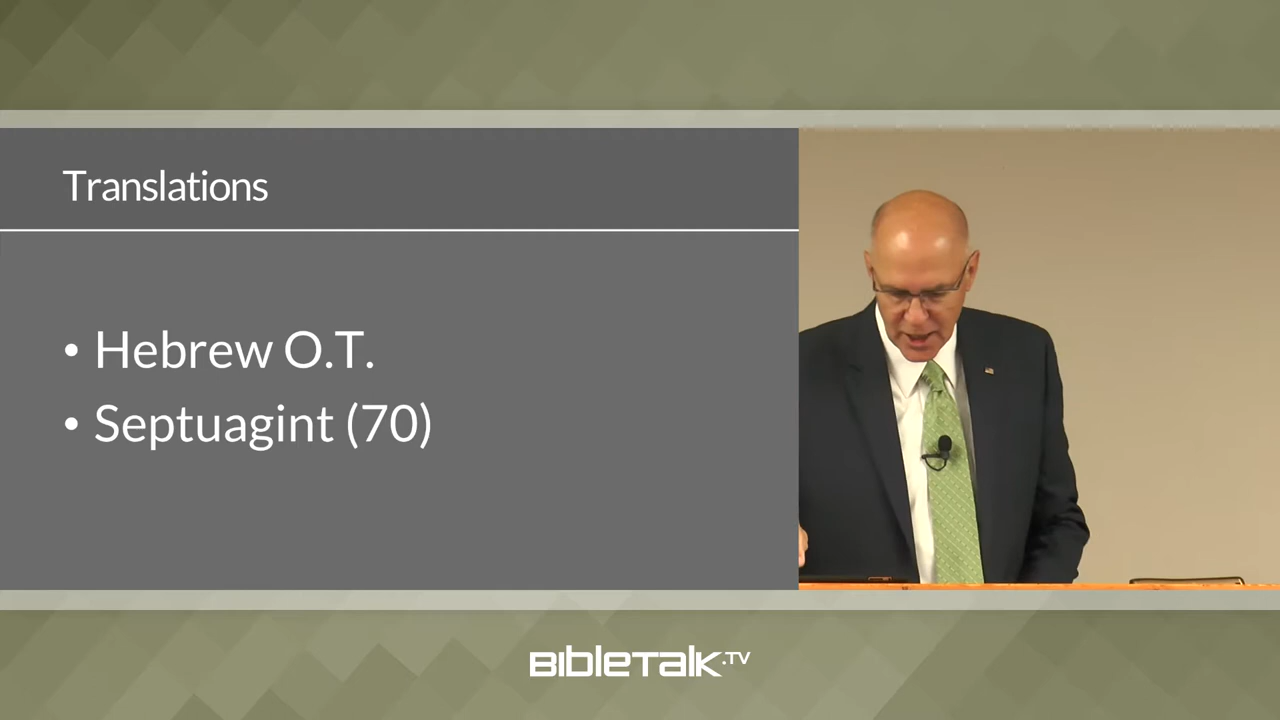 Translations
• Hebrew O.T.
• Septuagint (70)
BibleTalk.TV